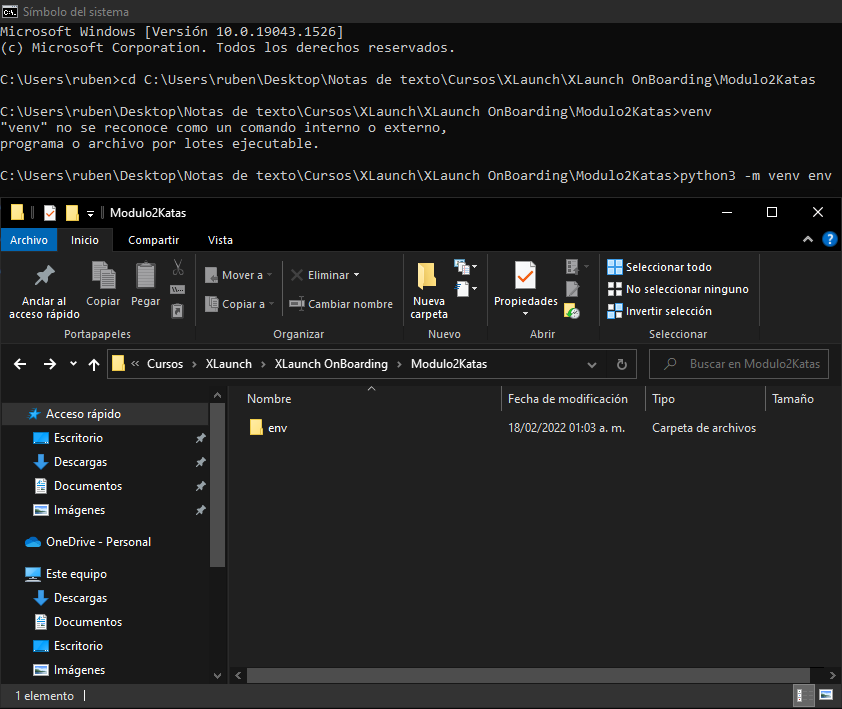 Símbolo del sistema
Microsoft Windows [Versión 10.0.19043.1526]
(c) Microsoft Corporation. Todos los derechos reservados.
C:\Users\ruben>cd C:\Users\ruben\Desktop\Notas de texto\Cursos\XLaunch\XLaunch OnBoarding\Modulo2Katas
C:\Users\ruben\Desktop\Notas de texto\Cursos\XLaunch\XLaunch OnBoarding\Modulo2Katas>venv
"venv" no se reconoce como un comando interno o externo,
programa o archivo por lotes ejecutable.
C:\Users\ruben\Desktop\Notas de texto\Cursos\XLaunch\XLaunch OnBoarding\Modulo2Katas>python3 -m venv env
Modulo2Katas
Archivo Inicio Compartir Vista
Anclar al acceso rápido
Copiar
Pegar
Portapapeles
Mover a
Copiar a
Eliminar
Cambiar nombre
Organizar
Nueva carpeta
Nuevo
Propiedades
Abrir
Seleccionar todo
No seleccionar ninguno
Invertir selección
Seleccionar
« Cursos > XLaunch > XLaunch OnBoarding > Modulo2Katas
Buscar en Modulo2Katas
Acceso rápido
Escritorio
Descargas
Documentos
Imágenes
OneDrive - Personal
Este equipo
Descargas
Documentos
Escritorio
Imágenes
Nombre Fecha de modificación Tipo Tamaño
env 18/02/2022 01:03 a. m. Carpeta de archivos
1 elemento